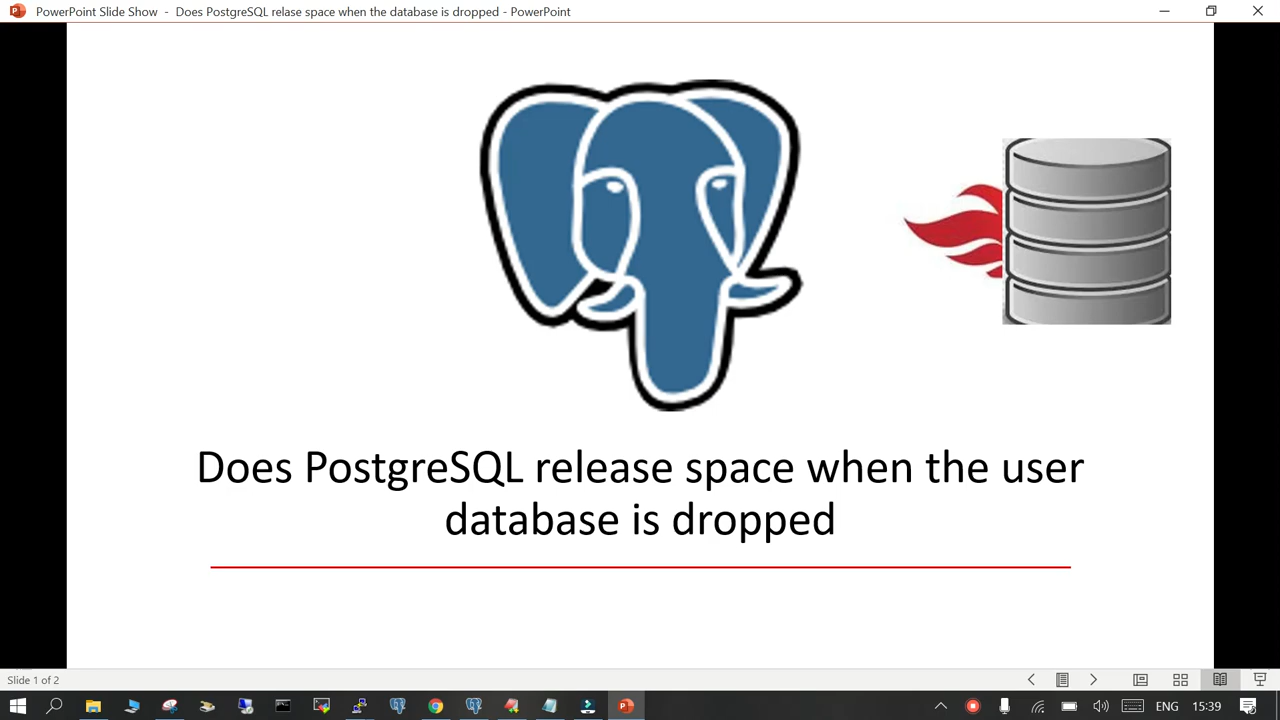 PowerPoint Slide Show - Does PostgreSQL relase space when the database is dropped - PowerPoint
Does PostgreSQL release space when the user
database is dropped
Slide 1 of 2
ENG
15:39